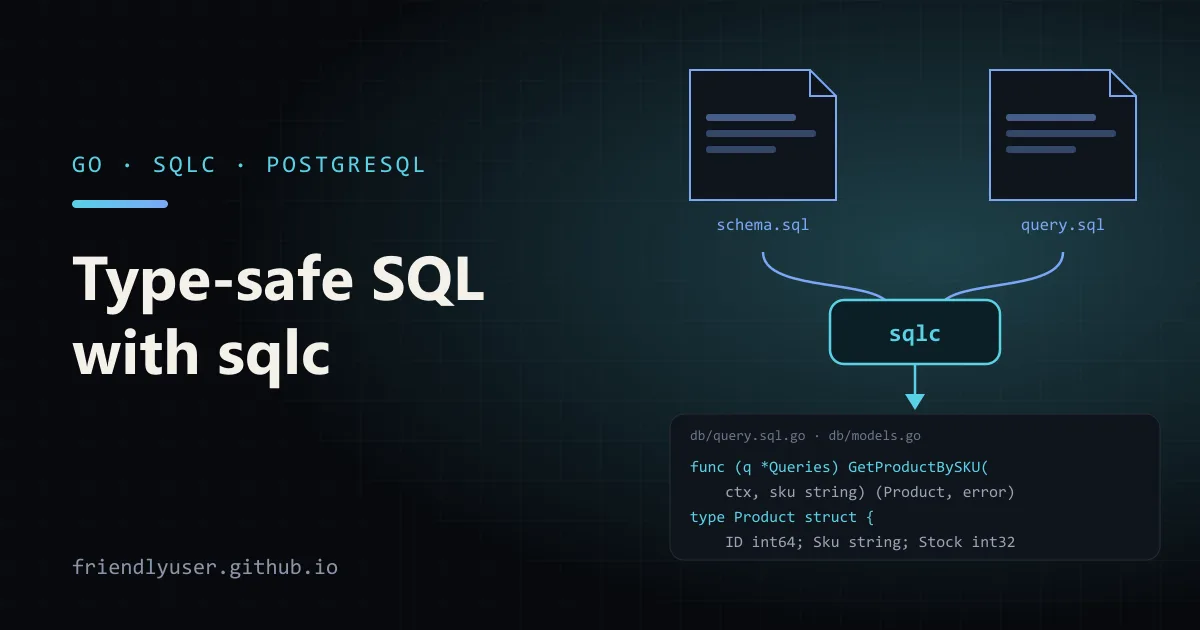 GO · SQLC · POSTGRESQL
Type-safe SQL
with sqlc
friendlyuser.github.io
schema.sql
query.sql
sqlc
db/query.sql.go · db/models.go
func (q *Queries) GetProductBySKU(
ctx, sku string) (Product, error)
type Product struct {
ID int64; Sku string; Stock int32